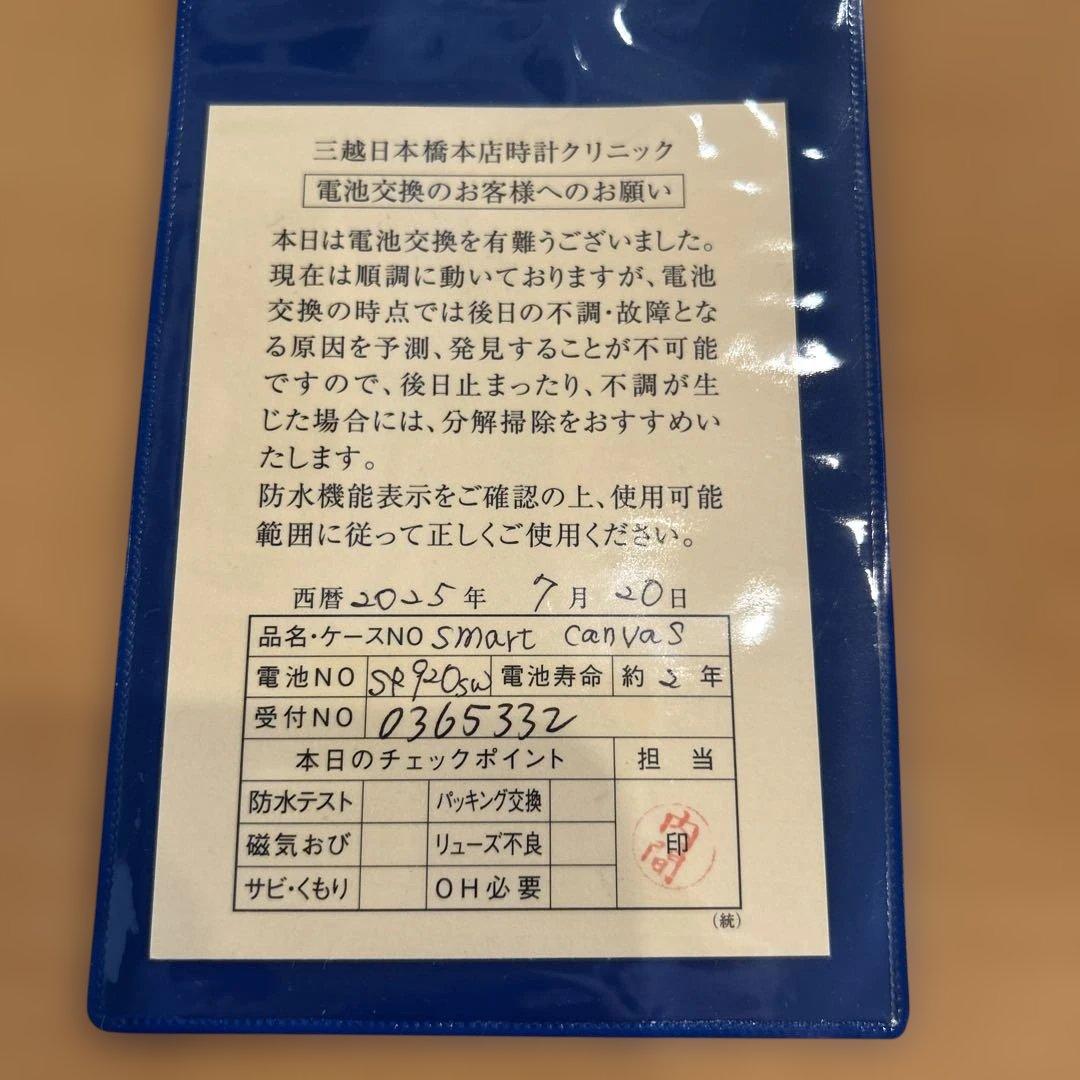 三越日本橋本店時計クリニック
電池交換のお客様へのお願い
本日は電池交換を有難うございました。
現在は順調に動いておりますが、電池
交換の時点では後日の不調・故障とな
る原因を予測、発見することが不可能
ですので、後日止まったり、不調が生
じた場合には、分解掃除をおすすめい
たします。
防水機能表示をご確認の上、使用可能
範囲に従って正しくご使用ください。
西暦2025年 7月20日
品名・ケースNO smart canvas
電池NO SR920SW 電池寿命 約2年
受付NO 0365332
本日のチェックポイント 担当
防水テスト パッキング交換
磁気おび リューズ不良 印
サビ・くもり OH必要
内間
(統)